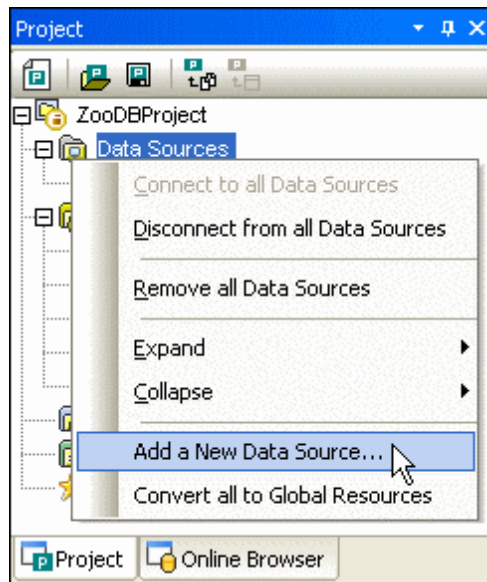 Project
ZooDBProject
Data Sources
Connect to all Data Sources
Disconnect from all Data Sources
Remove all Data Sources
Expand
Collapse
Add a New Data Source...
Convert all to Global Resources
Project
Online Browser